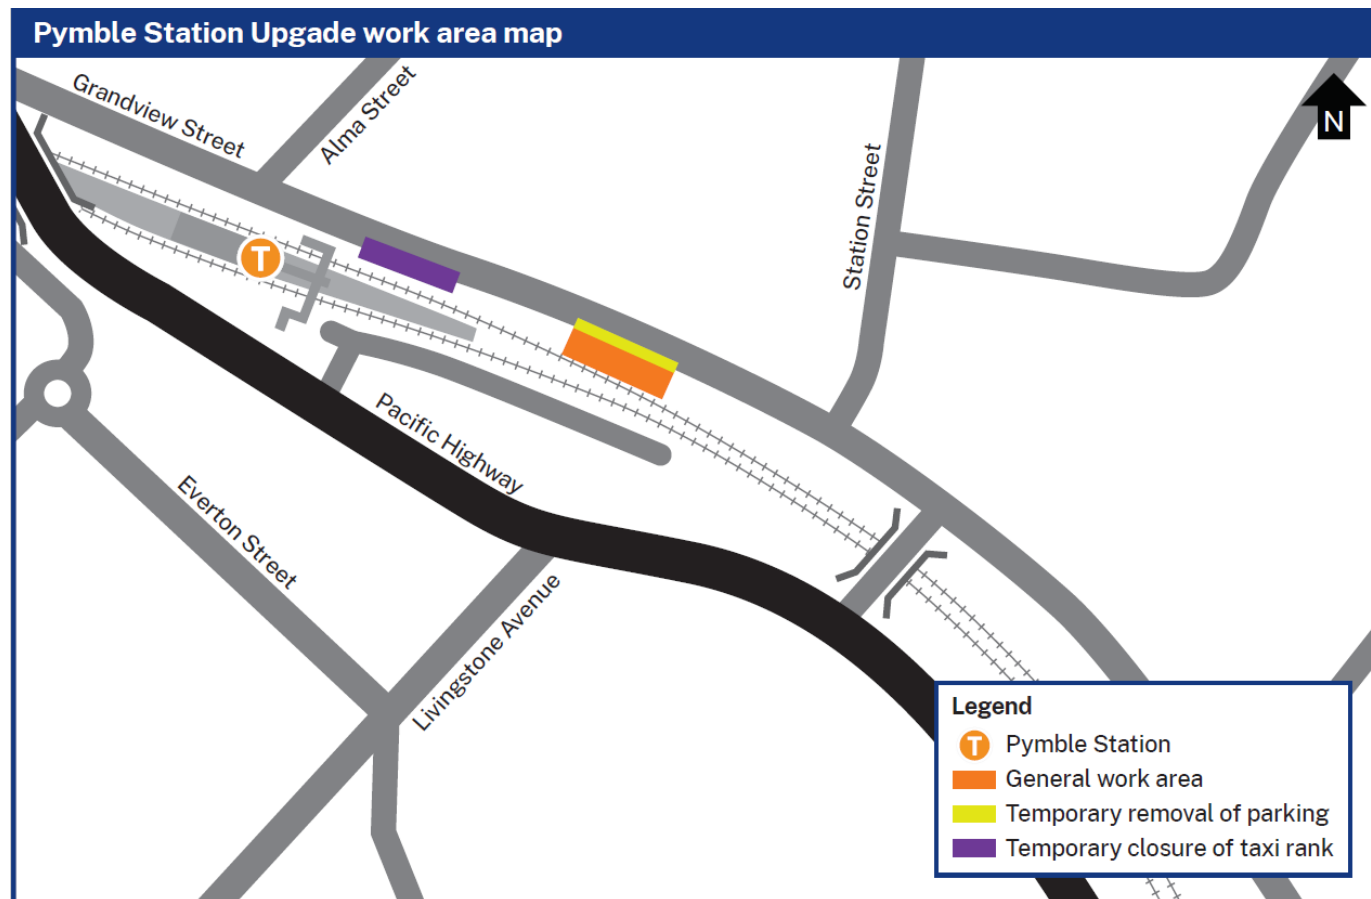 Pymble Station Upgade work area map
Grandview Street
Alma Street
Station Street
N
T
Pacific Highway
Everton Street
Livingstone Avenue
Legend
T Pymble Station
General work area
Temporary removal of parking
Temporary closure of taxi rank